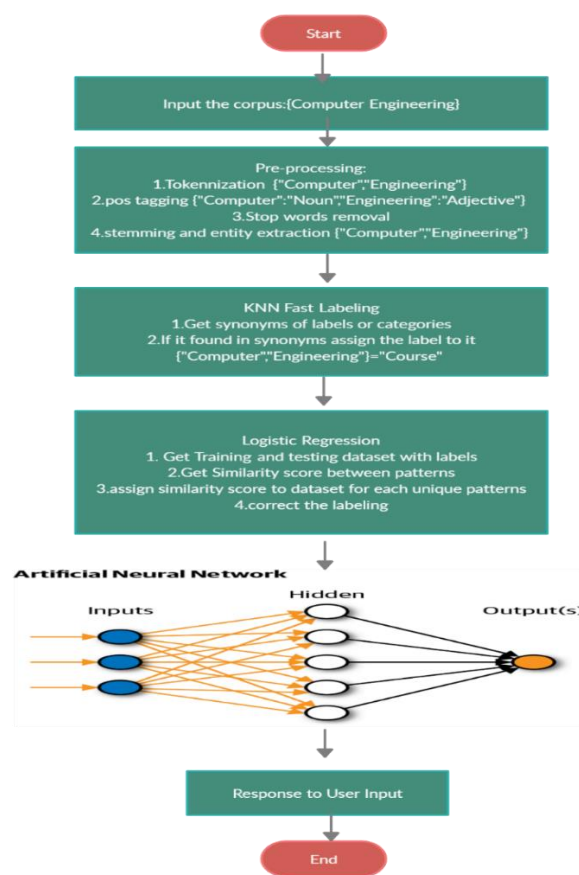 Start
Input the corpus:{Computer Engineering}
Pre-processing:
1.Tokennization {"Computer","Engineering"}
2.pos tagging {"Computer":"Noun","Engineering":"Adjective"}
3.Stop words removal
4.stemming and entity extraction {"Computer","Engineering"}
KNN Fast Labeling
1.Get synonyms of labels or categories
2.If it found in synonyms assign the label to it
{"Computer","Engineering"}="Course"
Logistic Regression
1. Get Training and testing dataset with labels
2.Get Similarity score between patterns
3.assign similarity score to dataset for each unique patterns
4.correct the labeling
Artificial Neural Network
Hidden
Inputs
Output(s)
Response to User Input
End